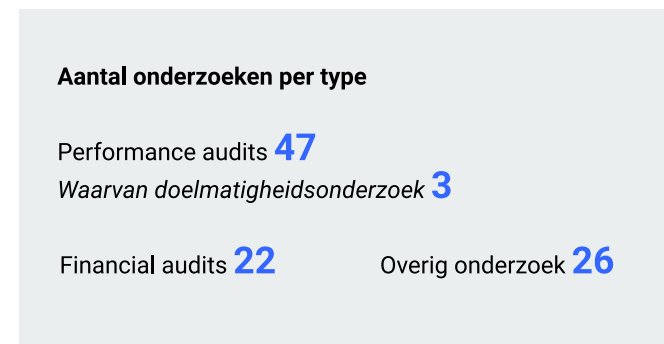 Aantal onderzoeken per type
Performance audits 47
Waarvan doelmatigheidsonderzoek 3
Financial audits 22 Overig onderzoek 26